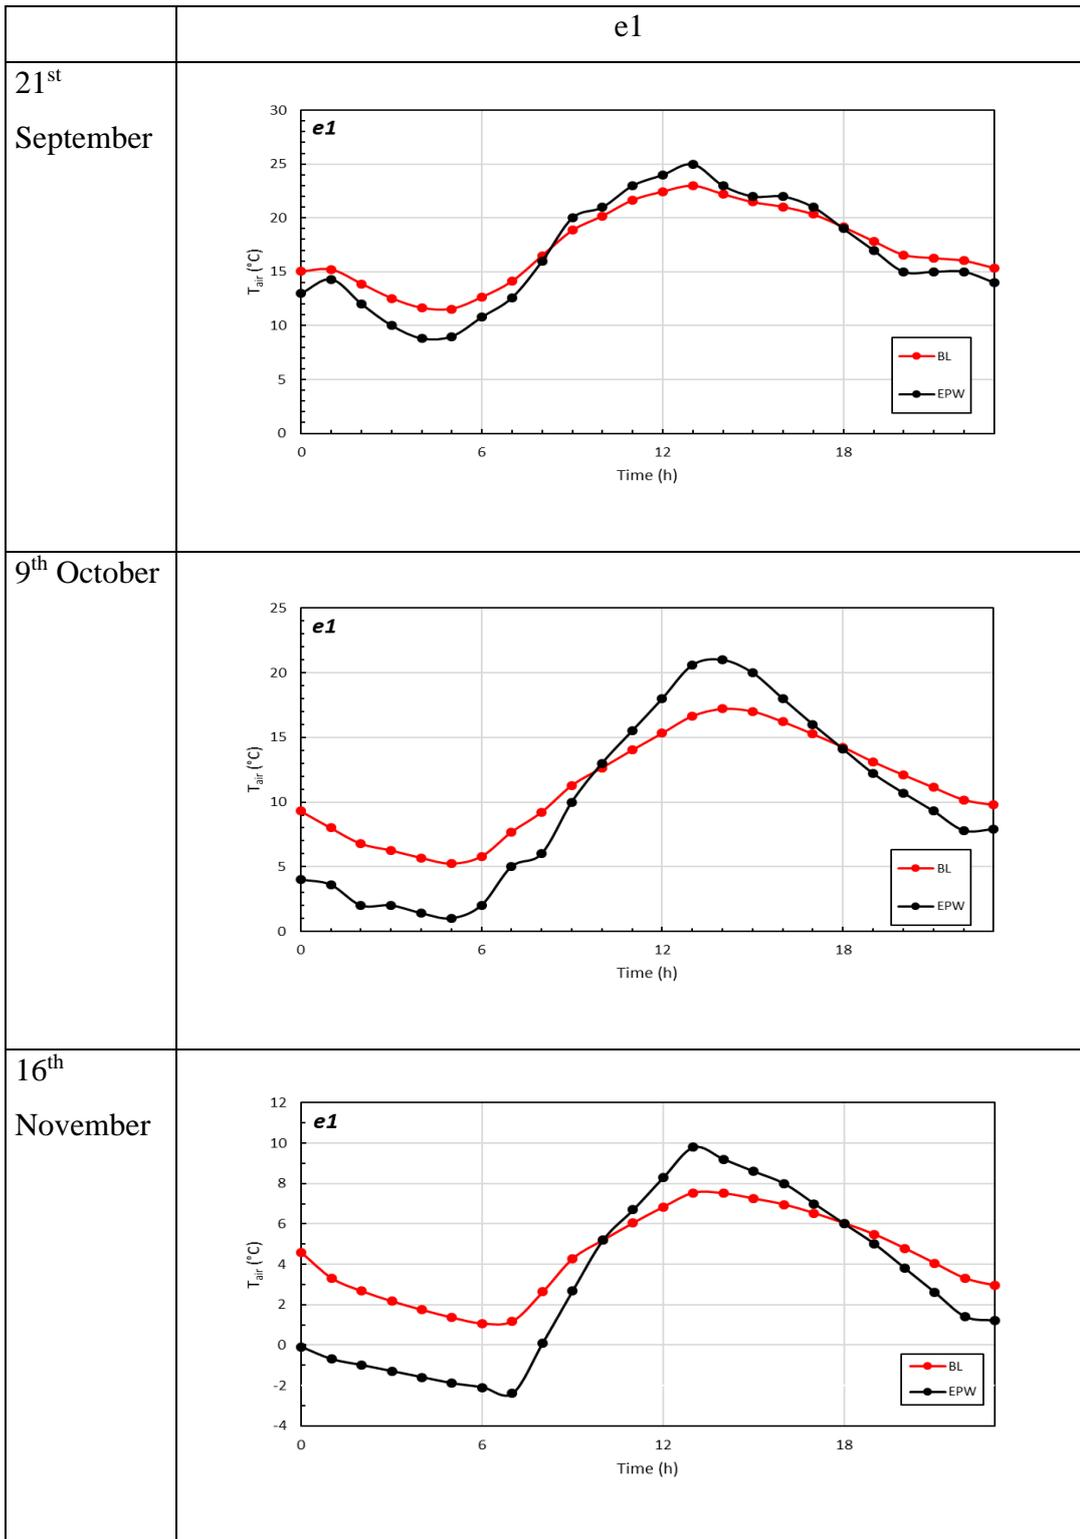 e1
21st
September
30
25
20
15
10
5
0
e1
Tair (°C)
BL
EPW
0 6 12 18
Time (h)
9th October
25
20
15
10
5
0
e1
Tair (°C)
BL
EPW
0 6 12 18
Time (h)
16th
November
12
10
8
6
4
2
0
-2
-4
e1
Tair (°C)
BL
EPW
0 6 12 18
Time (h)